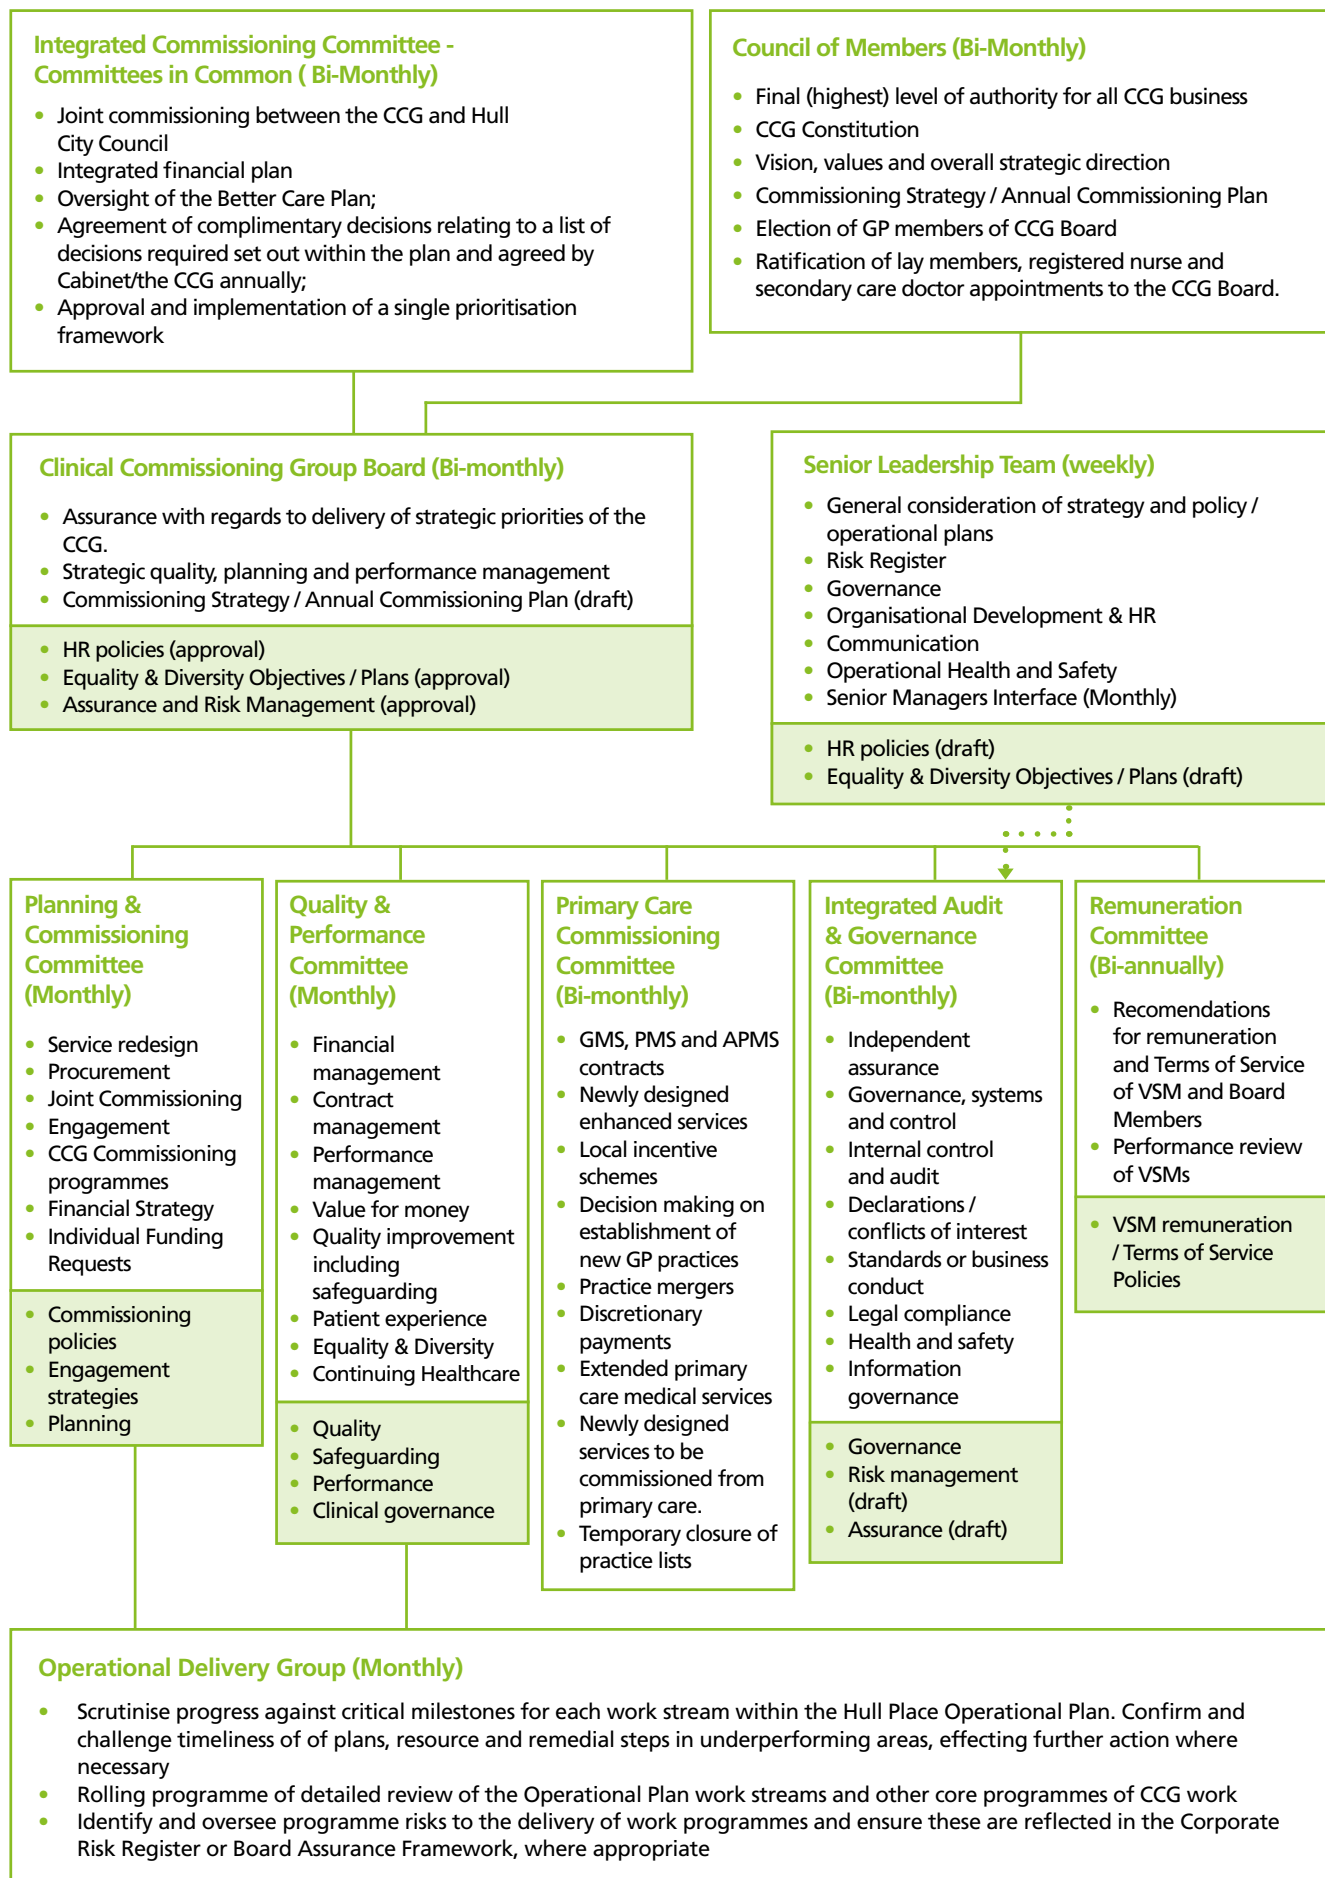 Integrated Commissioning Committee -
Committees in Common ( Bi-Monthly)
• Joint commissioning between the CCG and Hull
City Council
• Integrated financial plan
• Oversight of the Better Care Plan;
• Agreement of complimentary decisions relating to a list of
decisions required set out within the plan and agreed by
Cabinet/the CCG annually;
• Approval and implementation of a single prioritisation
framework
Council of Members (Bi-Monthly)
• Final (highest) level of authority for all CCG business
• CCG Constitution
• Vision, values and overall strategic direction
• Commissioning Strategy / Annual Commissioning Plan
• Election of GP members of CCG Board
• Ratification of lay members, registered nurse and
secondary care doctor appointments to the CCG Board.
Clinical Commissioning Group Board (Bi-monthly)
• Assurance with regards to delivery of strategic priorities of the
CCG.
• Strategic quality, planning and performance management
• Commissioning Strategy / Annual Commissioning Plan (draft)
• HR policies (approval)
• Equality & Diversity Objectives / Plans (approval)
• Assurance and Risk Management (approval)
Senior Leadership Team (weekly)
• General consideration of strategy and policy /
operational plans
• Risk Register
• Governance
• Organisational Development & HR
• Communication
• Operational Health and Safety
• Senior Managers Interface (Monthly)
• HR policies (draft)
• Equality & Diversity Objectives / Plans (draft)
Planning &
Commissioning
Committee
(Monthly)
• Service redesign
• Procurement
• Joint Commissioning
• Engagement
• CCG Commissioning
programmes
• Financial Strategy
• Individual Funding
Requests
• Commissioning
policies
• Engagement
strategies
• Planning
Quality &
Performance
Committee
(Monthly)
• Financial
management
• Contract
management
• Performance
management
• Value for money
• Quality improvement
including
safeguarding
• Patient experience
• Equality & Diversity
• Continuing Healthcare
• Quality
• Safeguarding
• Performance
• Clinical governance
Primary Care
Commissioning
Committee
(Bi-monthly)
• GMS, PMS and APMS
contracts
• Newly designed
enhanced services
• Local incentive
schemes
• Decision making on
establishment of
new GP practices
• Practice mergers
• Discretionary
payments
• Extended primary
care medical services
• Newly designed
services to be
commissioned from
primary care.
• Temporary closure of
practice lists
Integrated Audit
& Governance
Committee
(Bi-monthly)
• Independent
assurance
• Governance, systems
and control
• Internal control
and audit
• Declarations /
conflicts of interest
• Standards or business
conduct
• Legal compliance
• Health and safety
• Information
governance
• Governance
• Risk management
(draft)
• Assurance (draft)
Remuneration
Committee
(Bi-annually)
• Recomendations
for remuneration
and Terms of Service
of VSM and Board
Members
• Performance review
of VSMs
• VSM remuneration
/ Terms of Service
Policies
Operational Delivery Group (Monthly)
• Scrutinise progress against critical milestones for each work stream within the Hull Place Operational Plan. Confirm and
challenge timeliness of of plans, resource and remedial steps in underperforming areas, effecting further action where
necessary
• Rolling programme of detailed review of the Operational Plan work streams and other core programmes of CCG work
• Identify and oversee programme risks to the delivery of work programmes and ensure these are reflected in the Corporate
Risk Register or Board Assurance Framework, where appropriate